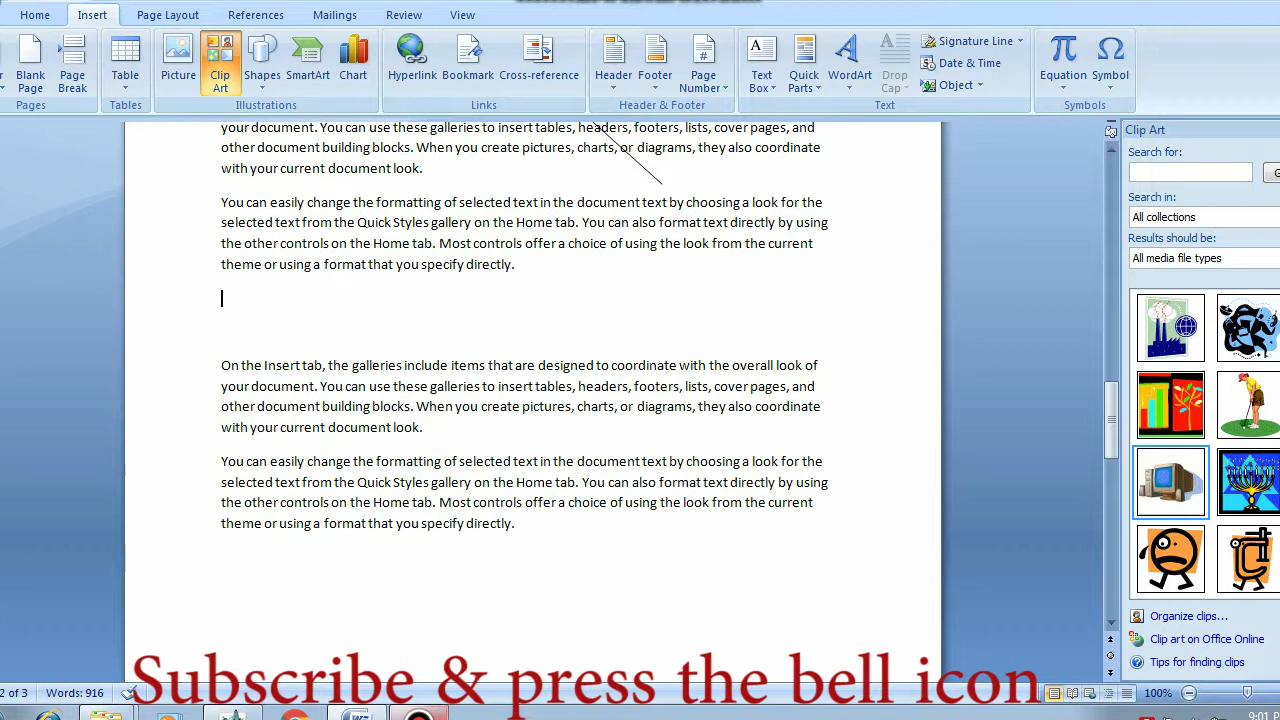 Home Insert Page Layout References Mailings Review View
Blank Page
Page Break
Table
Picture
Clip Art
Shapes
SmartArt
Chart
Hyperlink
Bookmark
Cross-reference
Header
Footer
Page Number
Text Box
Quick Parts
WordArt
Drop Cap
Signature Line
Date & Time
Object
Equation
Symbol
Pages Tables Illustrations Links Header & Footer Text Symbols
your document. You can use these galleries to insert tables, headers, footers, lists, cover pages, and
other document building blocks. When you create pictures, charts, or diagrams, they also coordinate
with your current document look.
You can easily change the formatting of selected text in the document text by choosing a look for the
selected text from the Quick Styles gallery on the Home tab. You can also format text directly by using
the other controls on the Home tab. Most controls offer a choice of using the look from the current
theme or using a format that you specify directly.
On the Insert tab, the galleries include items that are designed to coordinate with the overall look of
your document. You can use these galleries to insert tables, headers, footers, lists, cover pages, and
other document building blocks. When you create pictures, charts, or diagrams, they also coordinate
with your current document look.
You can easily change the formatting of selected text in the document text by choosing a look for the
selected text from the Quick Styles gallery on the Home tab. You can also format text directly by using
the other controls on the Home tab. Most controls offer a choice of using the look from the current
theme or using a format that you specify directly.
Clip Art
Search for:
Search in:
All collections
Results should be:
All media file types
Organize clips...
Clip art on Office Online
Tips for finding clips
Subscribe & press the bell icon
2 of 3 Words: 916 100%
9:01 P